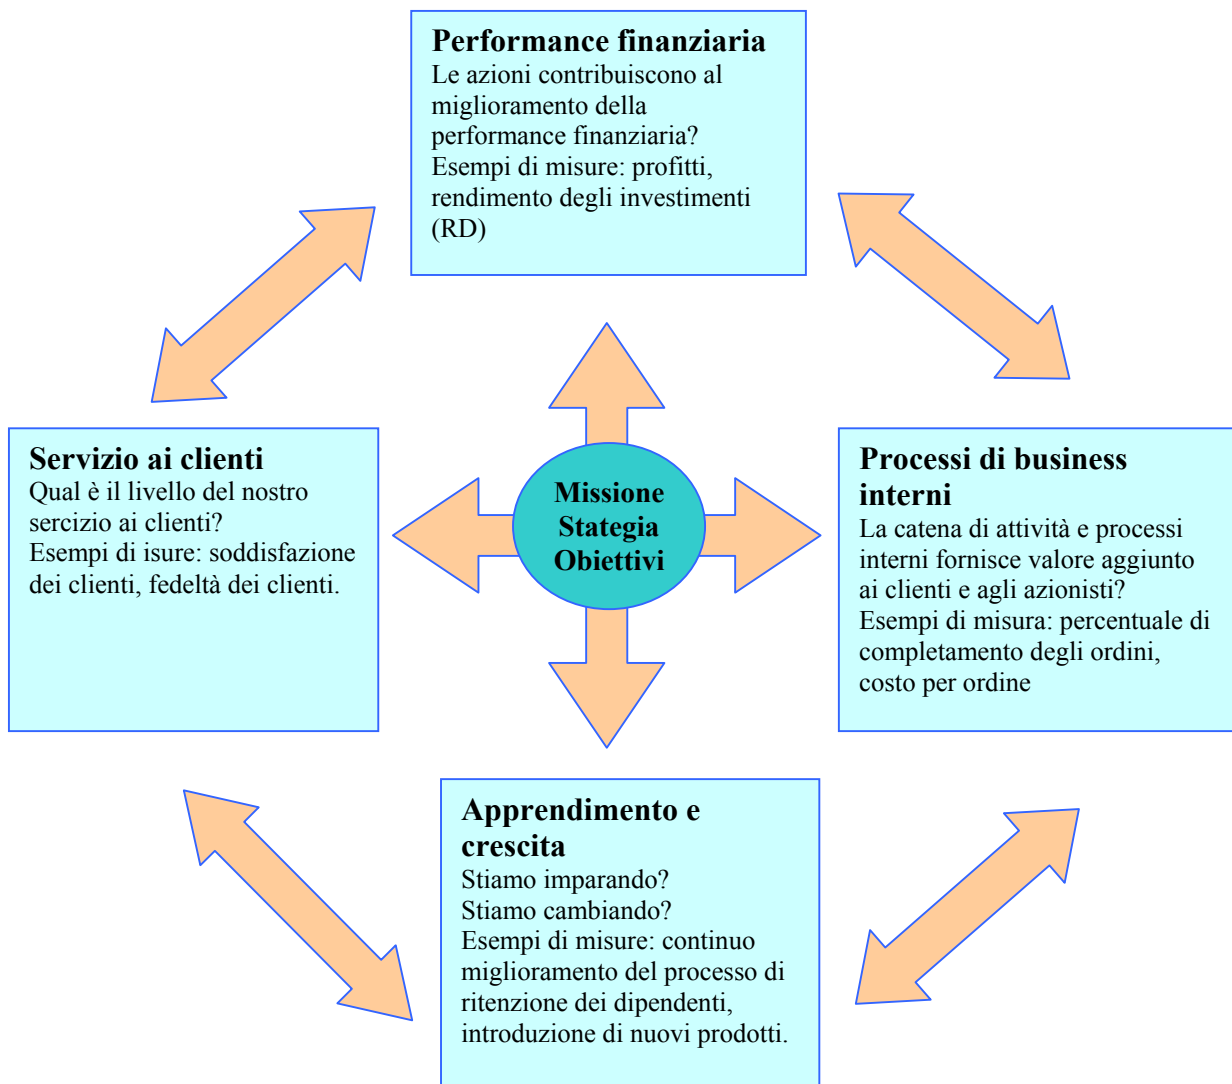 Performance finanziaria
Le azioni contribuiscono al
miglioramento della
performance finanziaria?
Esempi di misure: profitti,
rendimento degli investimenti
(RD)
Servizio ai clienti
Qual è il livello del nostro
sercizio ai clienti?
Esempi di isure: soddisfazione
dei clienti, fedeltà dei clienti.
Missione
Stategia
Obiettivi
Processi di business
interni
La catena di attività e processi
interni fornisce valore aggiunto
ai clienti e agli azionisti?
Esempi di misura: percentuale di
completamento degli ordini,
costo per ordine
Apprendimento e
crescita
Stiamo imparando?
Stiamo cambiando?
Esempi di misure: continuo
miglioramento del processo di
ritenzione dei dipendenti,
introduzione di nuovi prodotti.